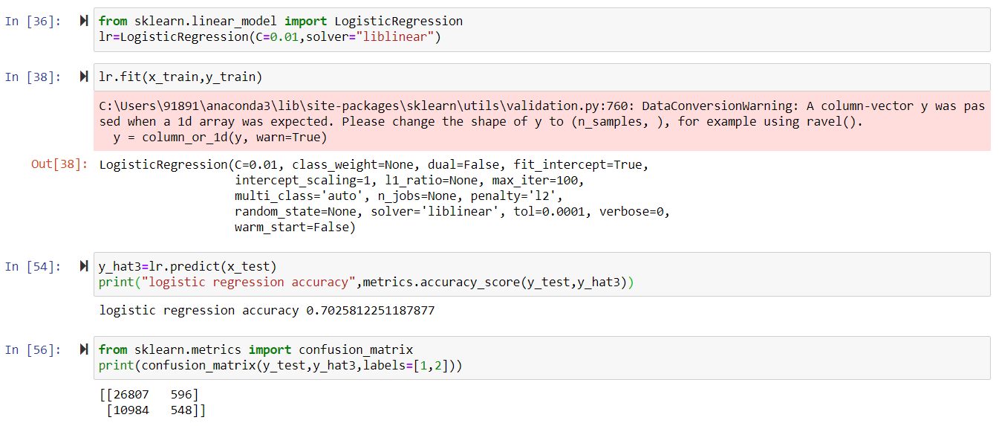 In [36]: from sklearn.linear_model import LogisticRegression
lr=LogisticRegression(C=0.01,solver="liblinear")
In [38]: lr.fit(x_train,y_train)
C:\Users\91891\anaconda3\lib\site-packages\sklearn\utils\validation.py:760: DataConversionWarning: A column-vector y was pas
sed when a 1d array was expected. Please change the shape of y to (n_samples, ), for example using ravel().
  y = column_or_1d(y, warn=True)
Out[38]: LogisticRegression(C=0.01, class_weight=None, dual=False, fit_intercept=True,
                   intercept_scaling=1, l1_ratio=None, max_iter=100,
                   multi_class='auto', n_jobs=None, penalty='l2',
                   random_state=None, solver='liblinear', tol=0.0001, verbose=0,
                   warm_start=False)
In [54]: y_hat3=lr.predict(x_test)
print("logistic regression accuracy",metrics.accuracy_score(y_test,y_hat3))
logistic regression accuracy 0.7025812251187877
In [56]: from sklearn.metrics import confusion_matrix
print(confusion_matrix(y_test,y_hat3,labels=[1,2]))
[[26807   596]
 [10984   548]]